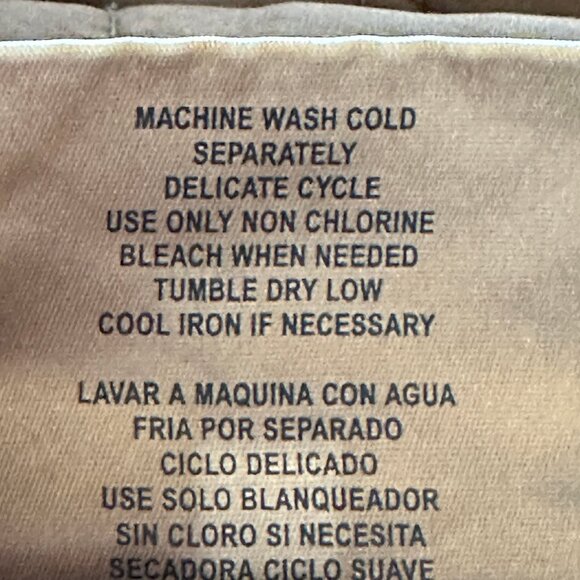 MACHINE WASH COLD
SEPARATELY
DELICATE CYCLE
USE ONLY NON CHLORINE
BLEACH WHEN NEEDED
TUMBLE DRY LOW
COOL IRON IF NECESSARY
LAVAR A MAQUINA CON AGUA
FRIA POR SEPARADO
CICLO DELICADO
USE SOLO BLANQUEADOR
SIN CLORO SI NECESITA
SECADORA CICLO SUAVE